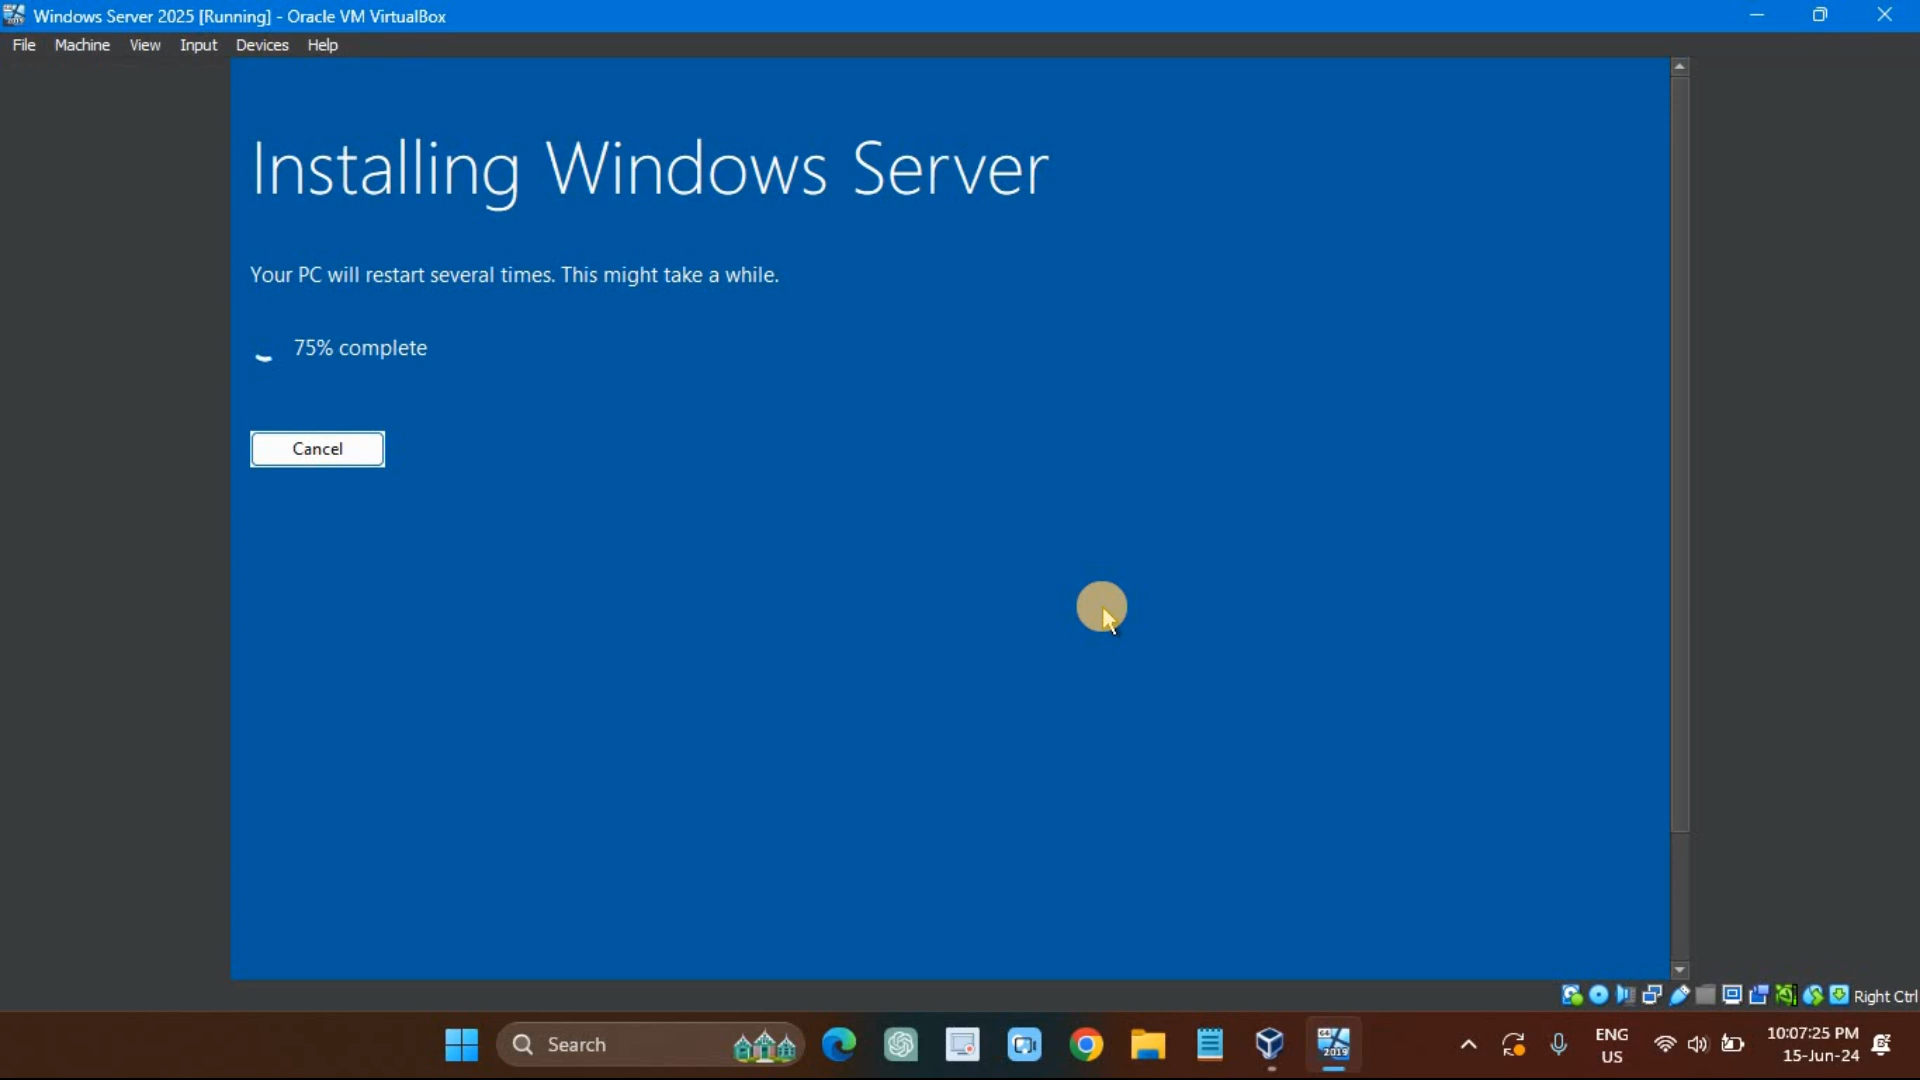 Windows Server 2025 [Running] - Oracle VM VirtualBox
File Machine View Input Devices Help
Installing Windows Server
Your PC will restart several times. This might take a while.
75% complete
Cancel
Right Ctrl
Search
2019
ENG
US
10:07:25 PM
15-Jun-24